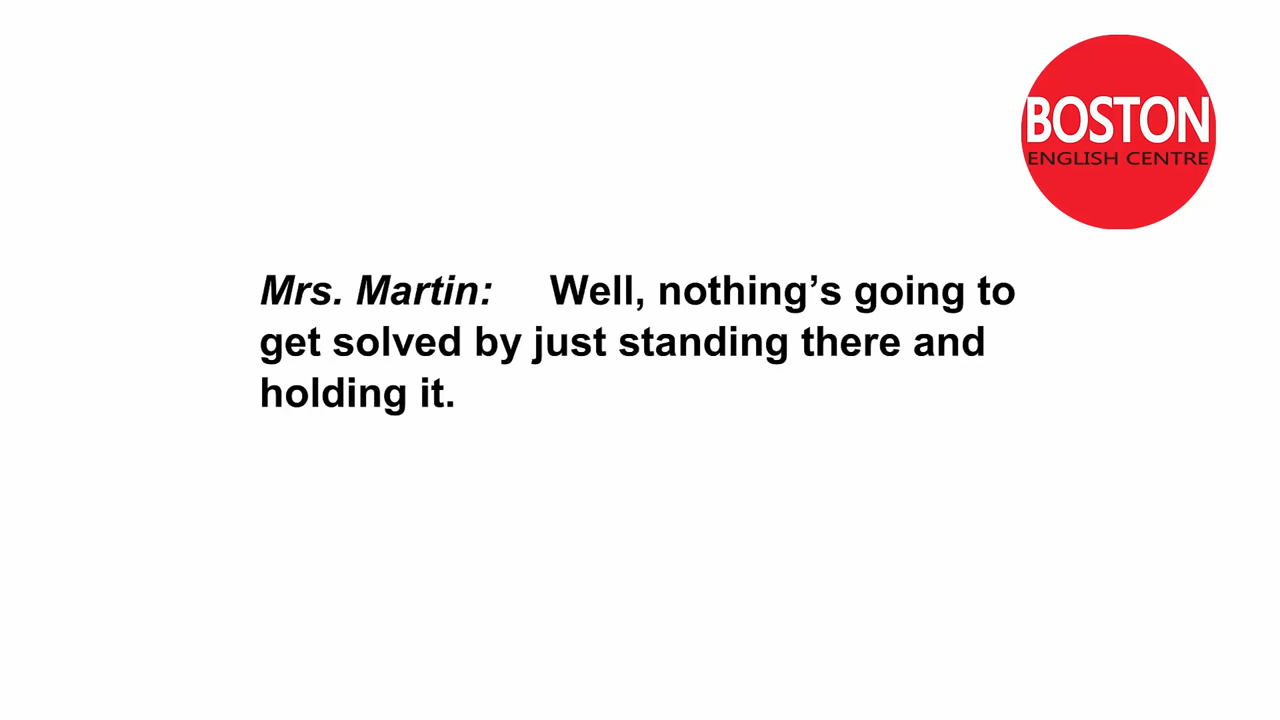 BOSTON
ENGLISH CENTRE
Mrs. Martin: Well, nothing’s going to
get solved by just standing there and
holding it.